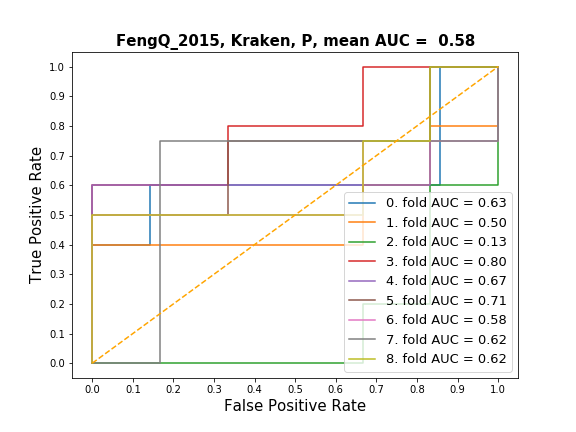 FengQ_2015, Kraken, P, mean AUC =  0.58
True Positive Rate
1.0
0.9
0.8
0.7
0.6
0.5
0.4
0.3
0.2
0.1
0.0
0. fold AUC = 0.63
1. fold AUC = 0.50
2. fold AUC = 0.13
3. fold AUC = 0.80
4. fold AUC = 0.67
5. fold AUC = 0.71
6. fold AUC = 0.58
7. fold AUC = 0.62
8. fold AUC = 0.62
0.0 0.1 0.2 0.3 0.4 0.5 0.6 0.7 0.8 0.9 1.0
False Positive Rate